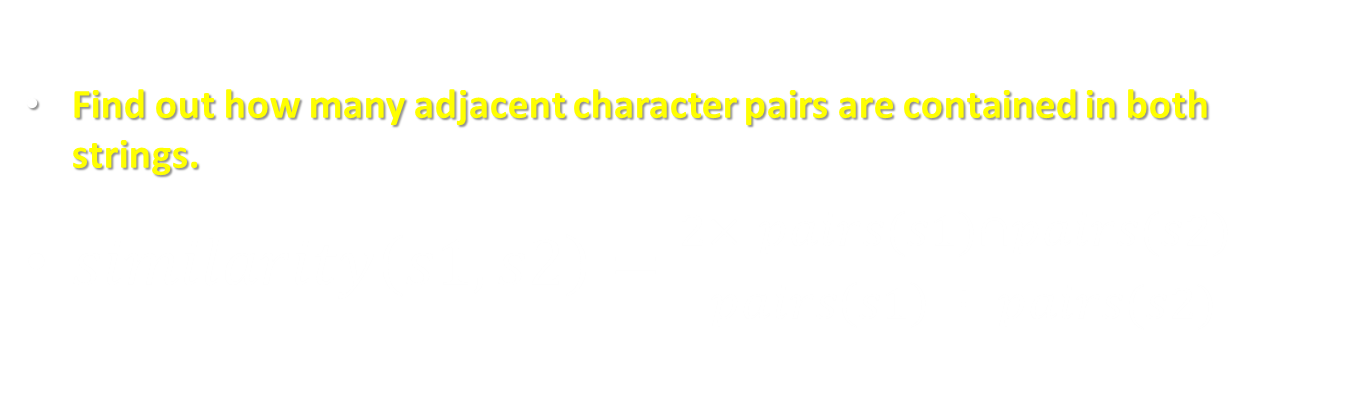 • Find out how many adjacent character pairs are contained in both
strings.